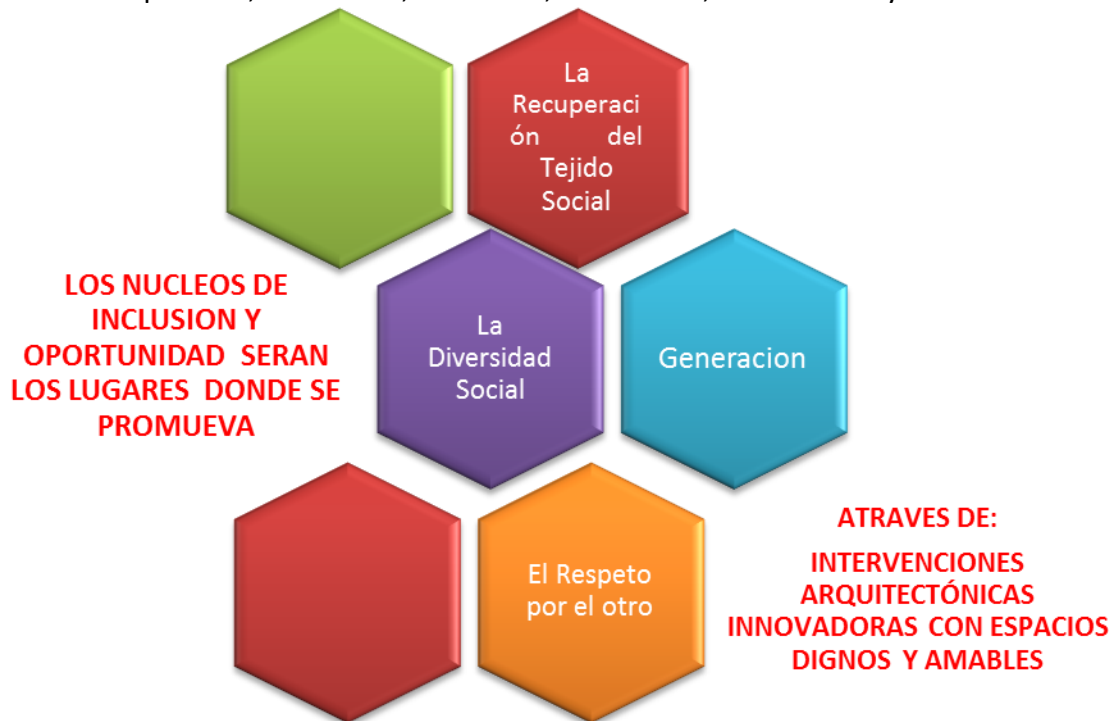 La
Recuperaci
ón del
Tejido
Social
LOS NUCLEOS DE
INCLUSION Y
OPORTUNIDAD SERAN
LOS LUGARES DONDE SE
PROMUEVA
La
Diversidad
Social
Generacion
El Respeto
por el otro
ATRAVES DE:
INTERVENCIONES
ARQUITECTÓNICAS
INNOVADORAS CON ESPACIOS
DIGNOS Y AMABLES